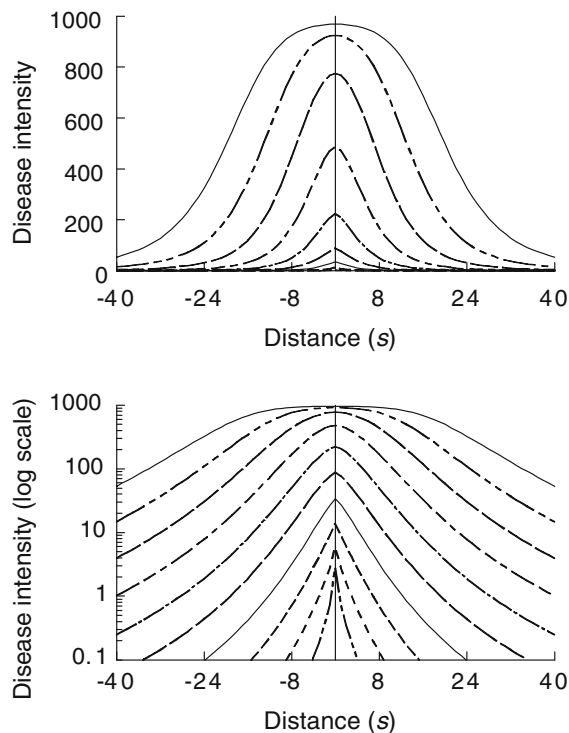 1000
800
600
400
200
0
Disease intensity
-40 -24 -8 8 24 40
Distance (s)
1000
100
10
1
0.1
Disease intensity (log scale)
-40 -24 -8 8 24 40
Distance (s)